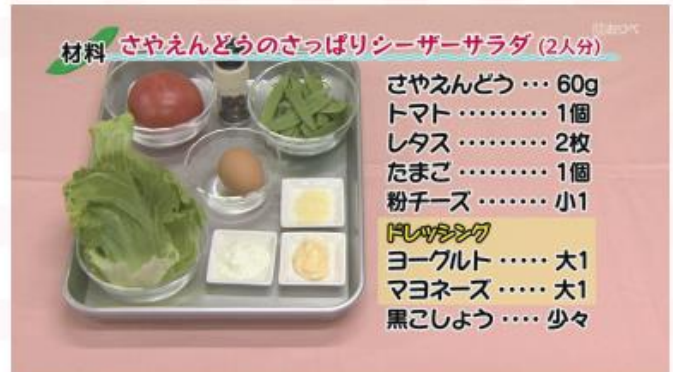 材料 さやえんどうのさっぱりシーザーサラダ (2人分)
さやえんどう … 60g
トマト ……… 1個
レタス ……… 2枚
たまご ……… 1個
粉チーズ ……… 小1
ドレッシング
ヨーグルト …… 大1
マヨネーズ …… 大1
黒こしょう …… 少々